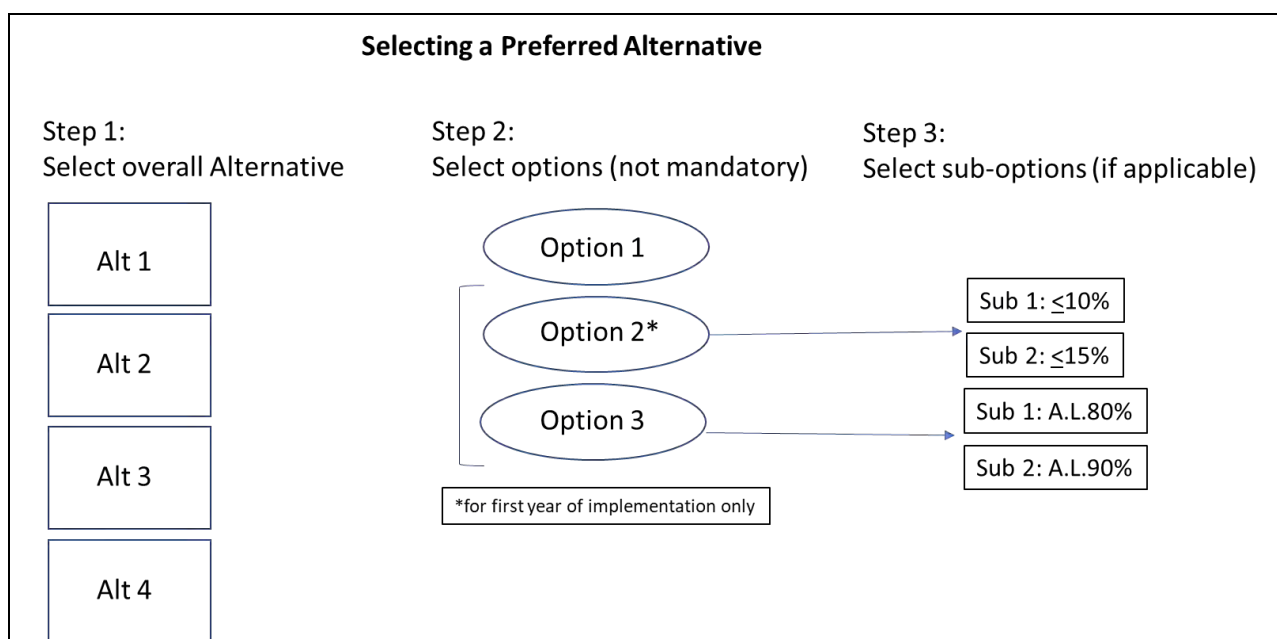 Selecting a Preferred Alternative
Step 1:
Select overall Alternative
Alt 1
Alt 2
Alt 3
Alt 4
Step 2:
Select options (not mandatory)
Option 1
Option 2*
Option 3
*for first year of implementation only
Step 3:
Select sub-options (if applicable)
Sub 1: ≤10%
Sub 2: ≤15%
Sub 1: A.L.80%
Sub 2: A.L.90%